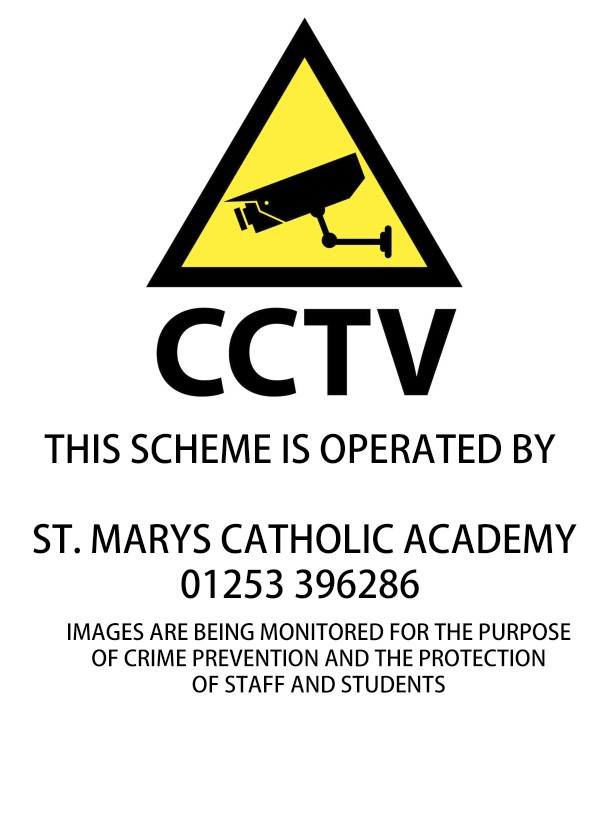 CCTV
THIS SCHEME IS OPERATED BY
ST. MARYS CATHOLIC ACADEMY
01253 396286
IMAGES ARE BEING MONITORED FOR THE PURPOSE
OF CRIME PREVENTION AND THE PROTECTION
OF STAFF AND STUDENTS